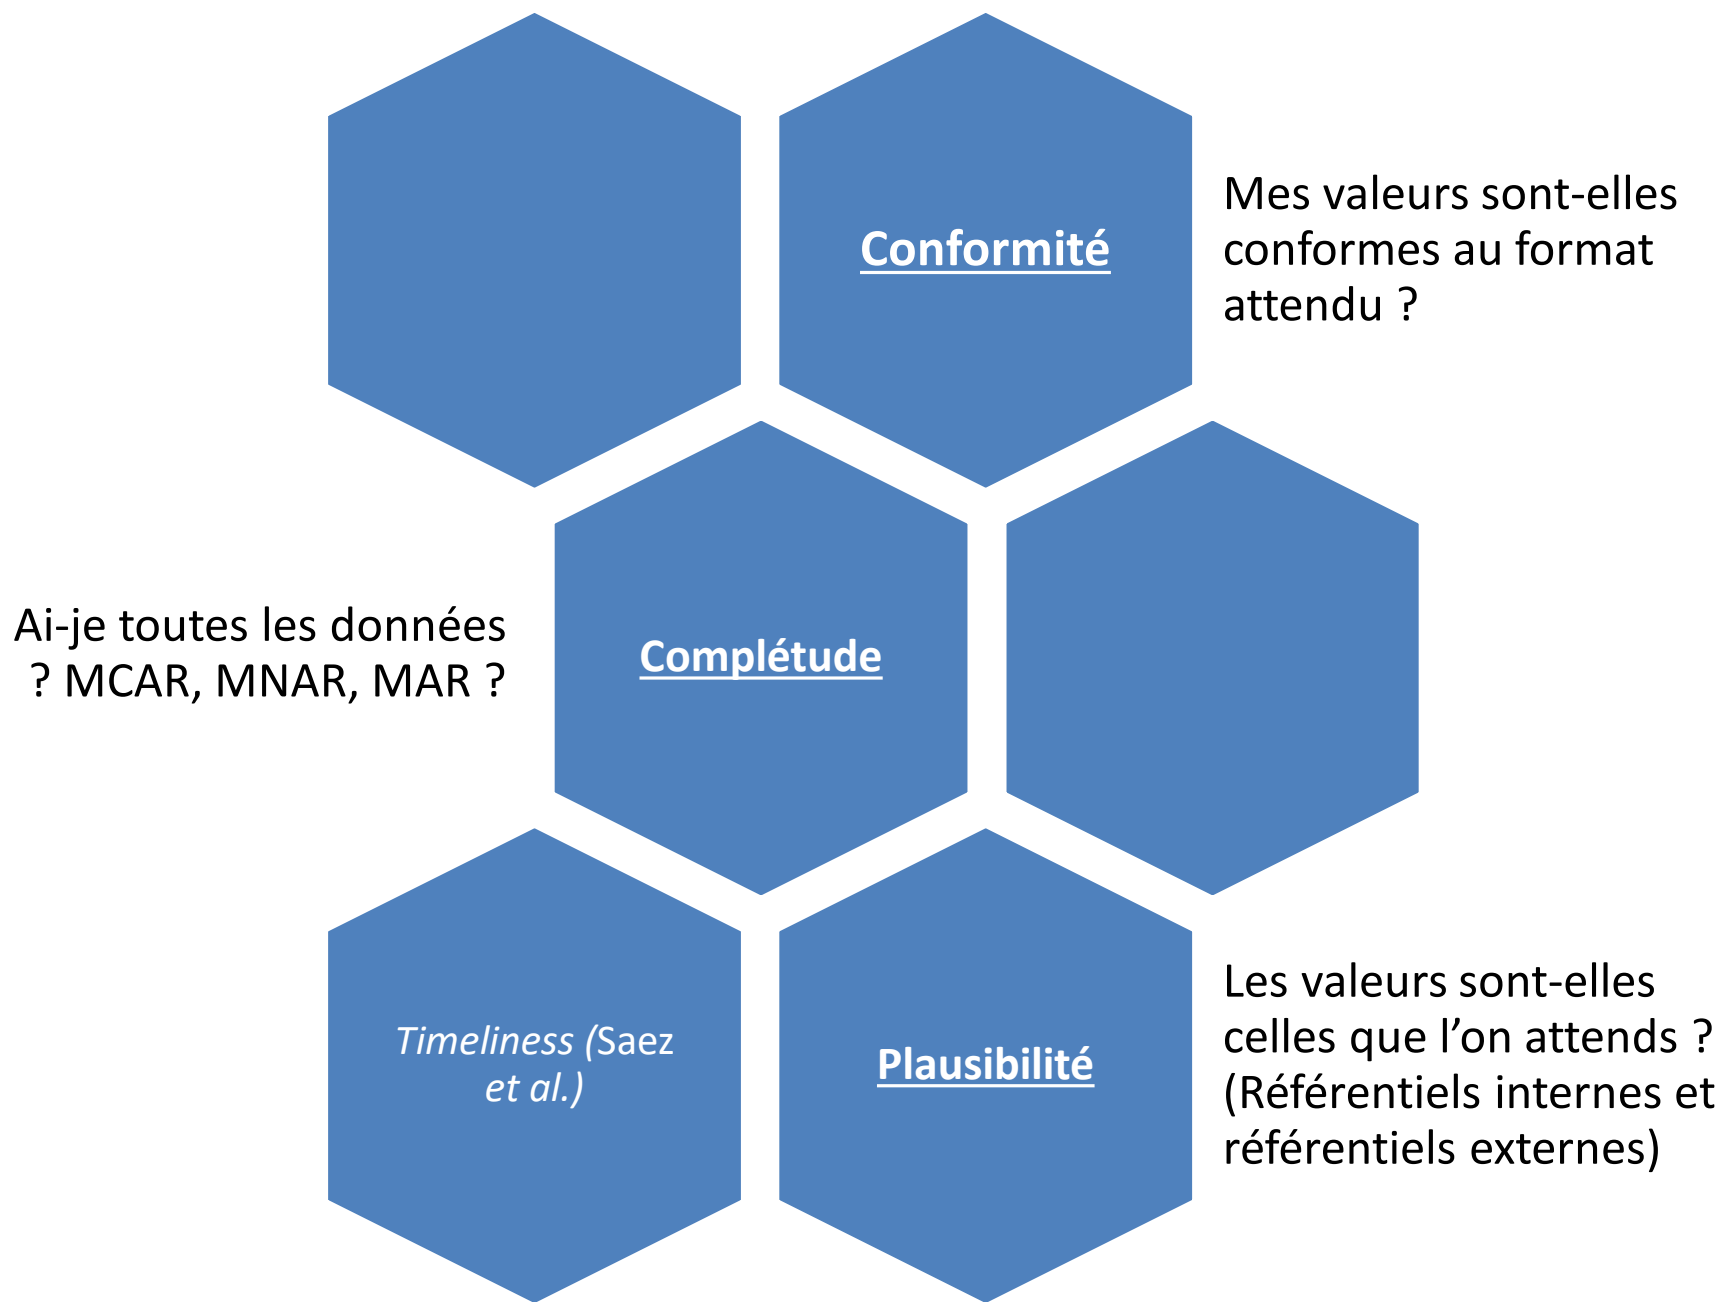 Conformité
Mes valeurs sont-elles
conformes au format
attendu ?
Ai-je toutes les données
? MCAR, MNAR, MAR ?
Complétude
Timeliness (Saez
et al.)
Plausibilité
Les valeurs sont-elles
celles que l’on attends ?
(Référentiels internes et
référentiels externes)